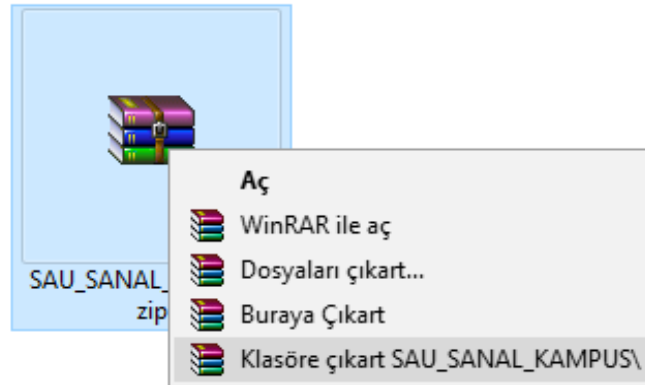 Aç
WinRAR ile aç
Dosyaları çıkart...
SAU_SANAL_
zip
Buraya Çıkart
Klasöre çıkart SAU_SANAL_KAMPUS\